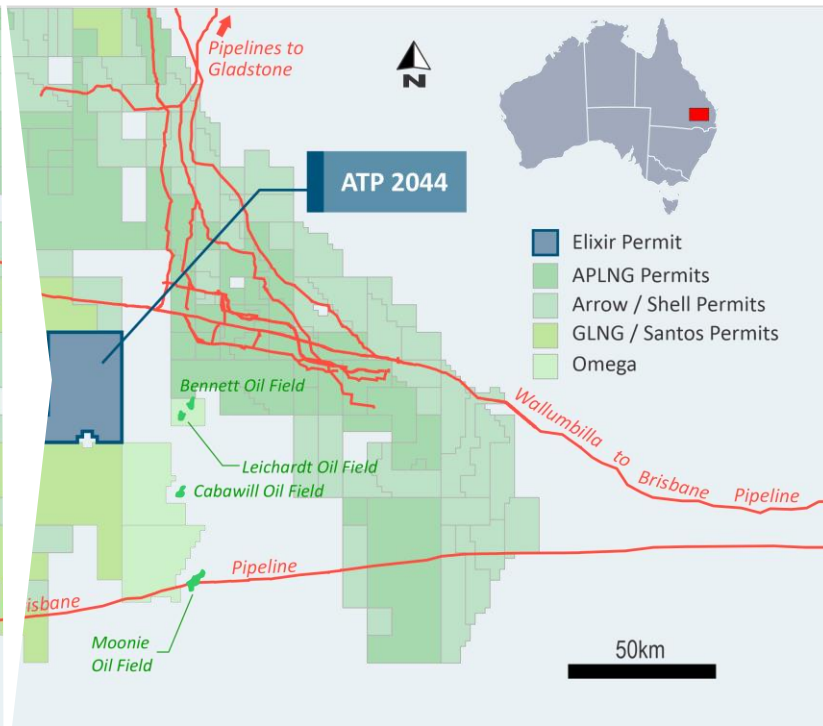 Pipelines to
Gladstone
N
ATP 2044
Elixir Permit
APLNG Permits
Arrow / Shell Permits
GLNG / Santos Permits
Omega
Bennett Oil Field
Leichardt Oil Field
Cabawill Oil Field
Wallumbilla to Brisbane Pipeline
isbane Pipeline
Moonie
Oil Field
50km